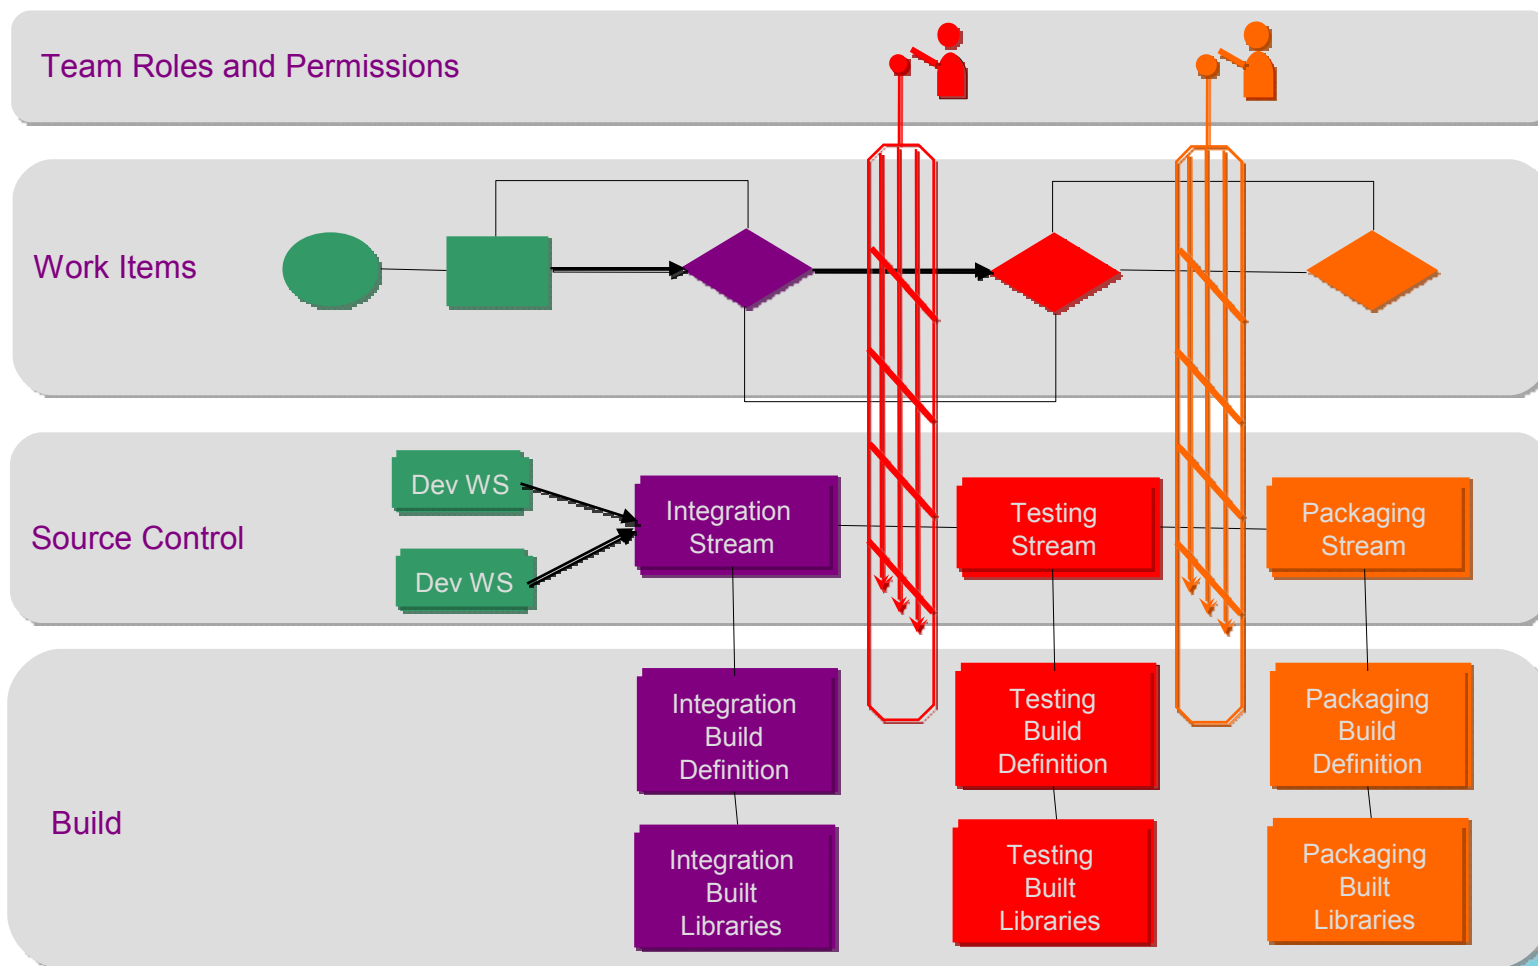 Team Roles and Permissions
Work Items
Source Control
Dev WS
Dev WS
Integration
Stream
Testing
Stream
Packaging
Stream
Build
Integration
Build
Definition
Testing
Build
Definition
Packaging
Build
Definition
Integration
Built
Libraries
Testing
Built
Libraries
Packaging
Built
Libraries